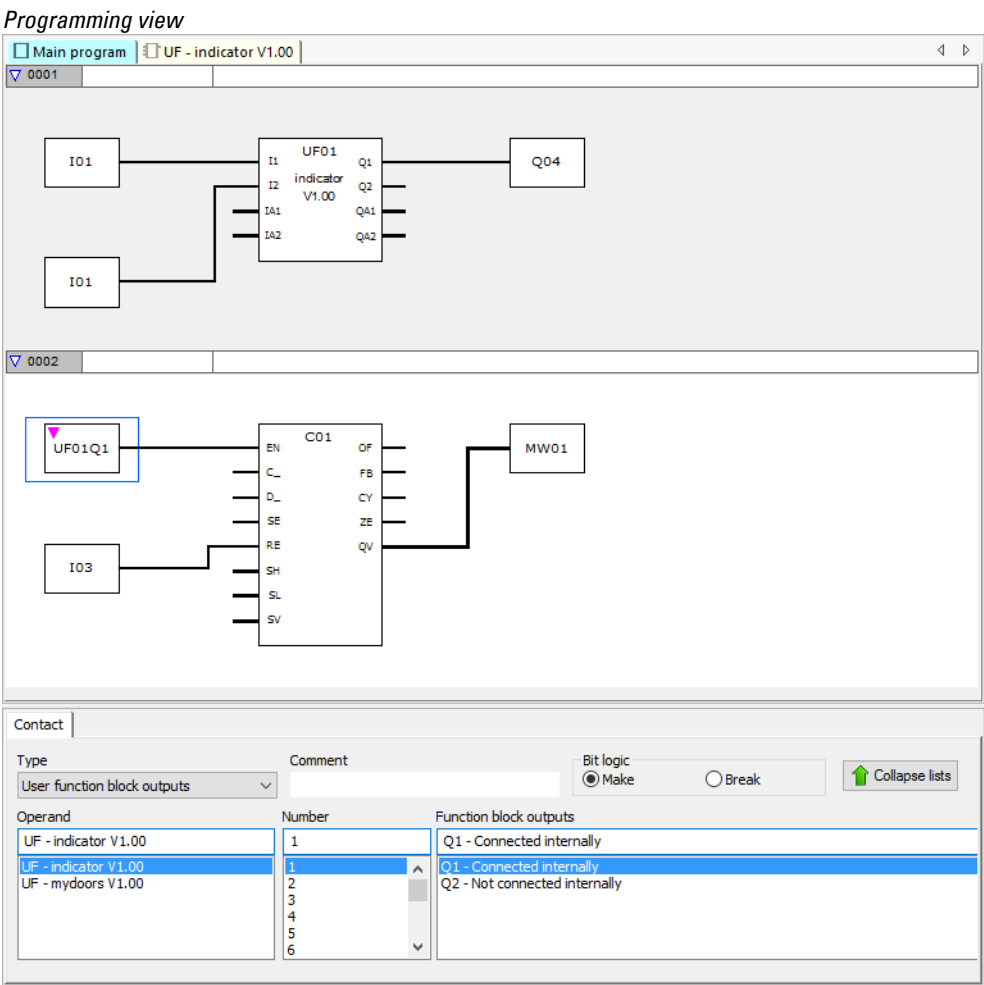 Programming view
Main program UF - indicator V1.00
0001
UF01
I01 I1 Q1 Q04
I2 indicator Q2
V1.00
IA1 QA1
IA2 QA2
I01
0002
C01
UF01Q1 EN OF MW01
C_ FB
D_ CY
SE ZE
RE QV
I03 SH
SL
SV
Contact
Type Comment Bit logic
User function block outputs Make Break Collapse lists
Operand Number Function block outputs
UF - indicator V1.00 1 Q1 - Connected internally
UF - indicator V1.00 1 Q1 - Connected internally
UF - mydoors V1.00 2 Q2 - Not connected internally
3
4
5
6